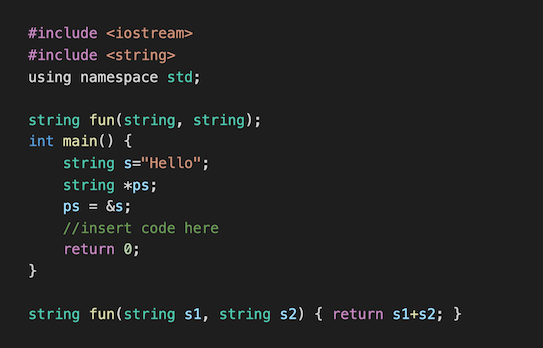 #include <iostream>
#include <string>
using namespace std;

string fun(string, string);
int main() {
    string s="Hello";
    string *ps;
    ps = &s;
    //insert code here
    return 0;
}

string fun(string s1, string s2) { return s1+s2; }